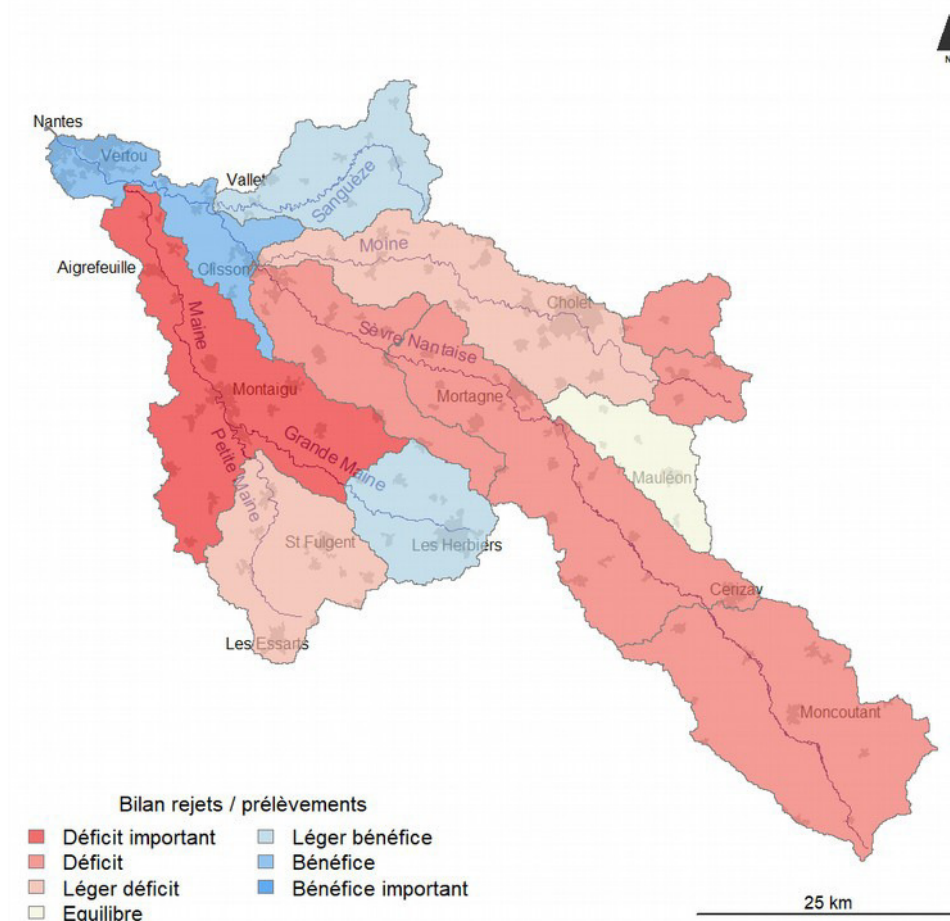 N
Nantes
Vertou
Vallet
Sanguèze
Moine
Aigrefeuille
Clisson
Maine
Cholet
Sèvre Nantaise
Montaigu
Mortagne
Grande Maine
Petite Maine
Mauléon
St Fulgent
Les Herbiers
Cerizay
Les Essarts
Moncoutant
Bilan rejets / prélèvements
Déficit important
Déficit
Léger déficit
Equilibre
Léger bénéfice
Bénéfice
Bénéfice important
25 km